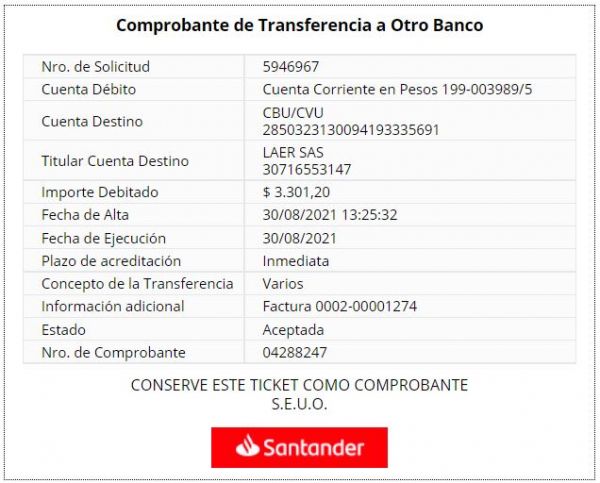 Comprobante de Transferencia a Otro Banco
Nro. de Solicitud 5946967
Cuenta Débito Cuenta Corriente en Pesos 199-003989/5
Cuenta Destino CBU/CVU
2850323130094193335691
Titular Cuenta Destino LAER SAS
30716553147
Importe Debitado $ 3.301,20
Fecha de Alta 30/08/2021 13:25:32
Fecha de Ejecución 30/08/2021
Plazo de acreditación Inmediata
Concepto de la Transferencia Varios
Información adicional Factura 0002-00001274
Estado Aceptada
Nro. de Comprobante 04288247
CONSERVE ESTE TICKET COMO COMPROBANTE
S.E.U.O.
Santander